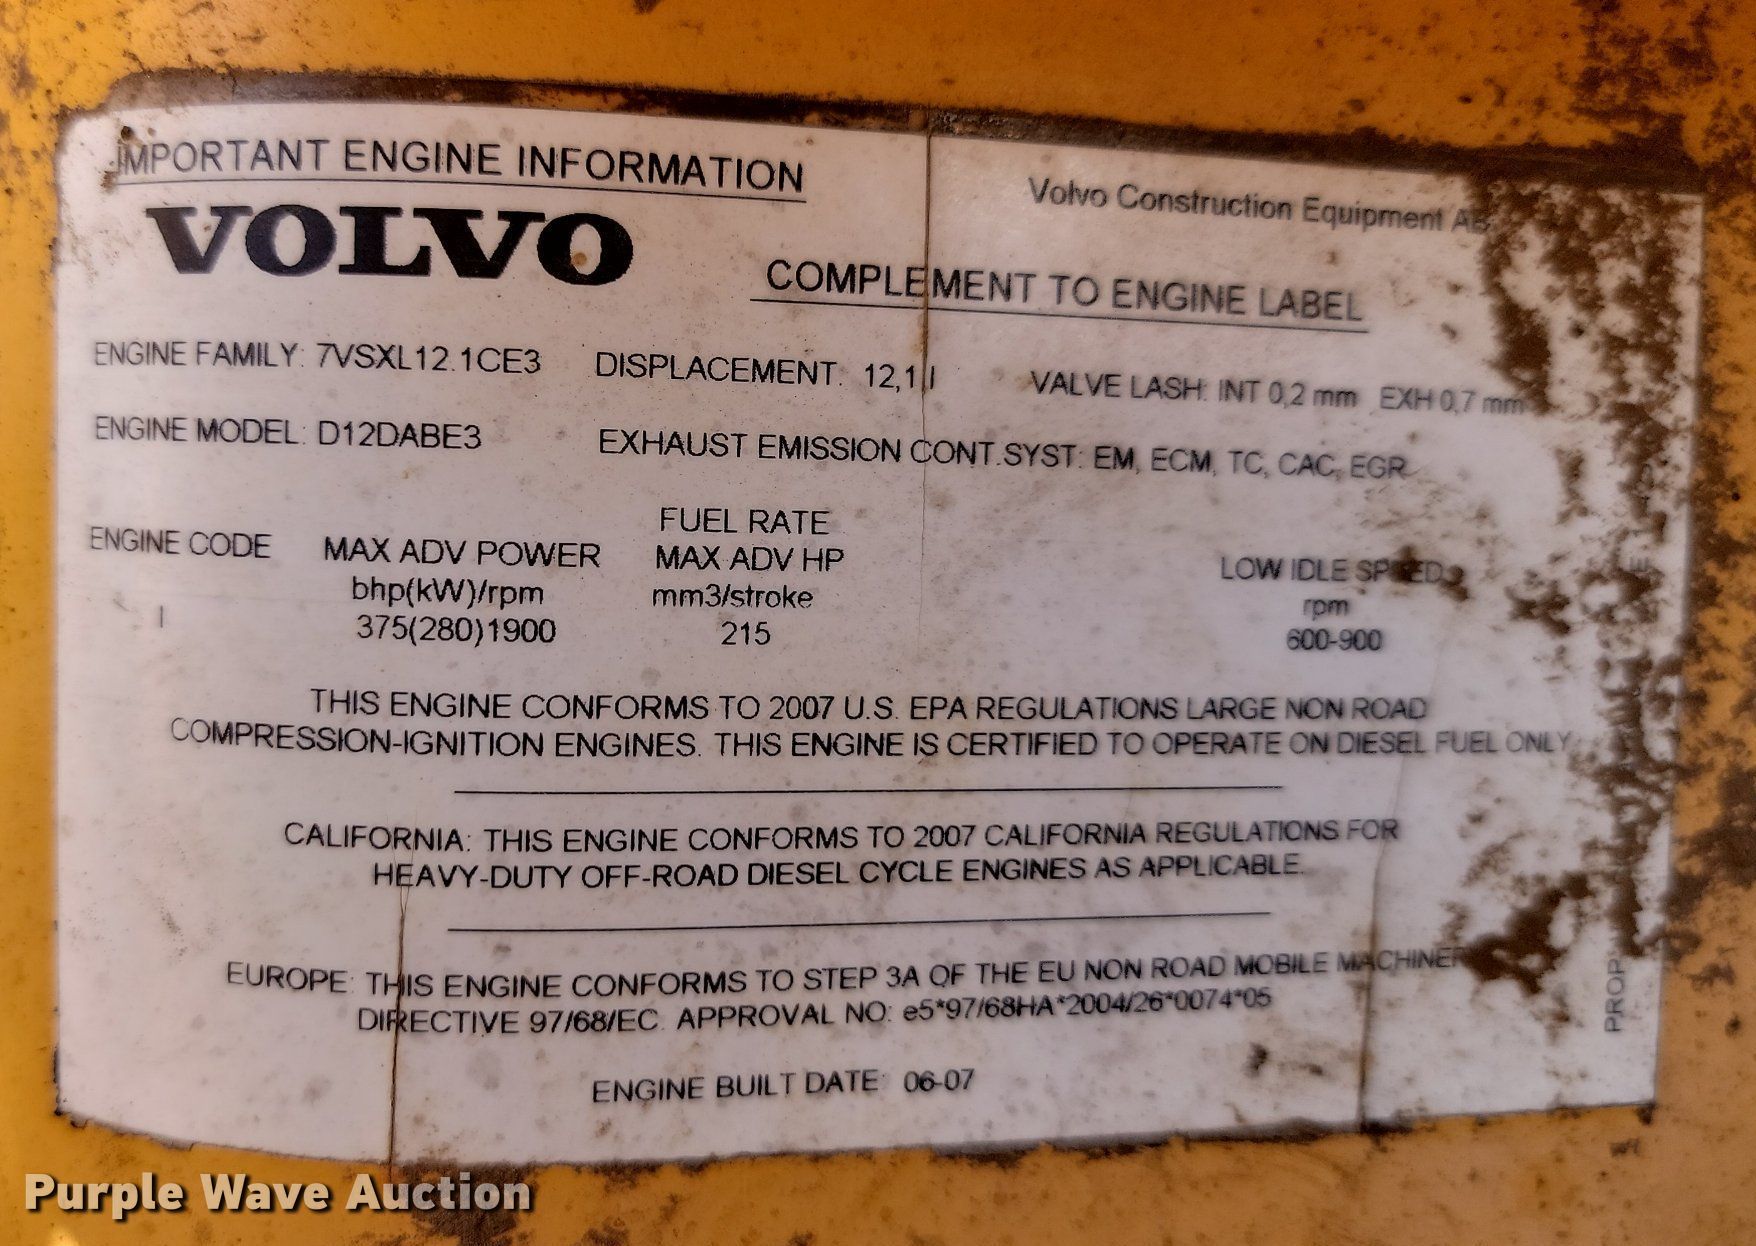 IMPORTANT ENGINE INFORMATION
VOLVO
Volvo Construction Equipment AB
COMPLEMENT TO ENGINE LABEL
ENGINE FAMILY: 7VSXL12.1CE3 DISPLACEMENT: 12,1 l VALVE LASH: INT 0,2 mm EXH 0,7 mm
ENGINE MODEL: D12DABE3 EXHAUST EMISSION CONT.SYST: EM, ECM, TC, CAC, EGR
ENGINE CODE MAX ADV POWER FUEL RATE MAX ADV HP LOW IDLE SPEED
bhp(kW)/rpm mm3/stroke rpm
I 375(280)1900 215 600-900
THIS ENGINE CONFORMS TO 2007 U.S. EPA REGULATIONS LARGE NON ROAD
COMPRESSION-IGNITION ENGINES. THIS ENGINE IS CERTIFIED TO OPERATE ON DIESEL FUEL ONLY
CALIFORNIA: THIS ENGINE CONFORMS TO 2007 CALIFORNIA REGULATIONS FOR
HEAVY-DUTY OFF-ROAD DIESEL CYCLE ENGINES AS APPLICABLE.
EUROPE: THIS ENGINE CONFORMS TO STEP 3A OF THE EU NON ROAD MOBILE MACHINERY
DIRECTIVE 97/68/EC. APPROVAL NO: e5*97/68HA*2004/26*0074*05
ENGINE BUILT DATE: 06-07
Purple Wave Auction